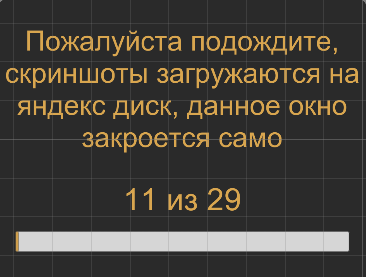 Пожалуйста подождите,
скриншоты загружаются на
яндекс диск, данное окно
закроется само
11 из 29